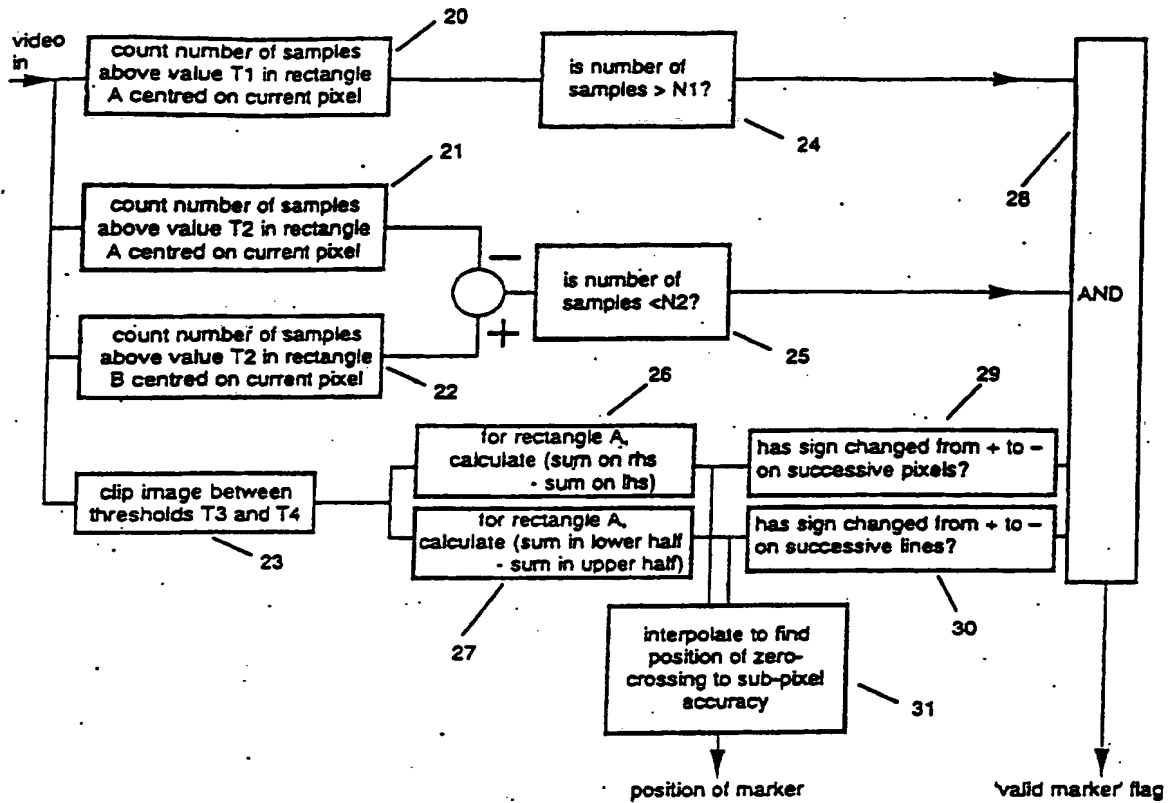 20
video
in
count number of samples
above value T1 in rectangle
A centred on current pixel
is number of
samples > N1?
24
28
21
count number of samples
above value T2 in rectangle
A centred on current pixel
−
is number of
samples <N2?
AND
+
25
count number of samples
above value T2 in rectangle
B centred on current pixel
22
26
29
for rectangle A,
calculate (sum on rhs
- sum on lhs)
has sign changed from + to −
on successive pixels?
clip image between
thresholds T3 and T4
23
for rectangle A,
calculate (sum in lower half
- sum in upper half)
27
has sign changed from + to −
on successive lines?
30
interpolate to find
position of zero-
crossing to sub-pixel
accuracy
31
position of marker
'valid marker' flag